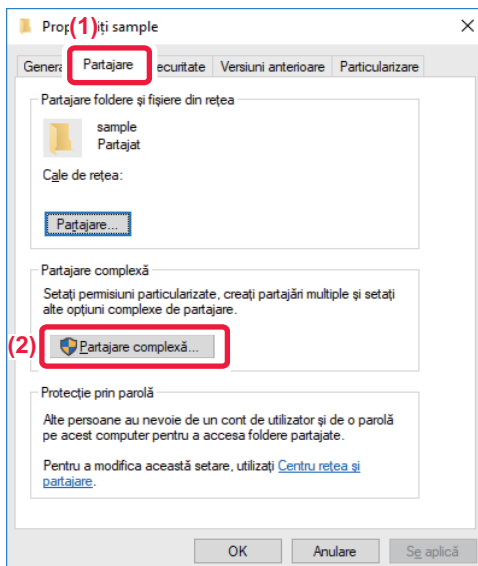 (1)
Prop iți sample
Genera Partajare ecuritate Versiuni anterioare Particularizare
Partajare foldere și fișiere din rețea
sample
Partajat
Cale de rețea:
Partajare...
Partajare complexă
Setați permisiuni particularizate, creați partajări multiple și setați
alte opțiuni complexe de partajare.
(2)
Partajare complexă...
Protecție prin parolă
Alte persoane au nevoie de un cont de utilizator și de o parolă
pe acest computer pentru a accesa foldere partajate.
Pentru a modifica această setare, utilizați Centru rețea și
partajare.
OK Anulare Se aplică